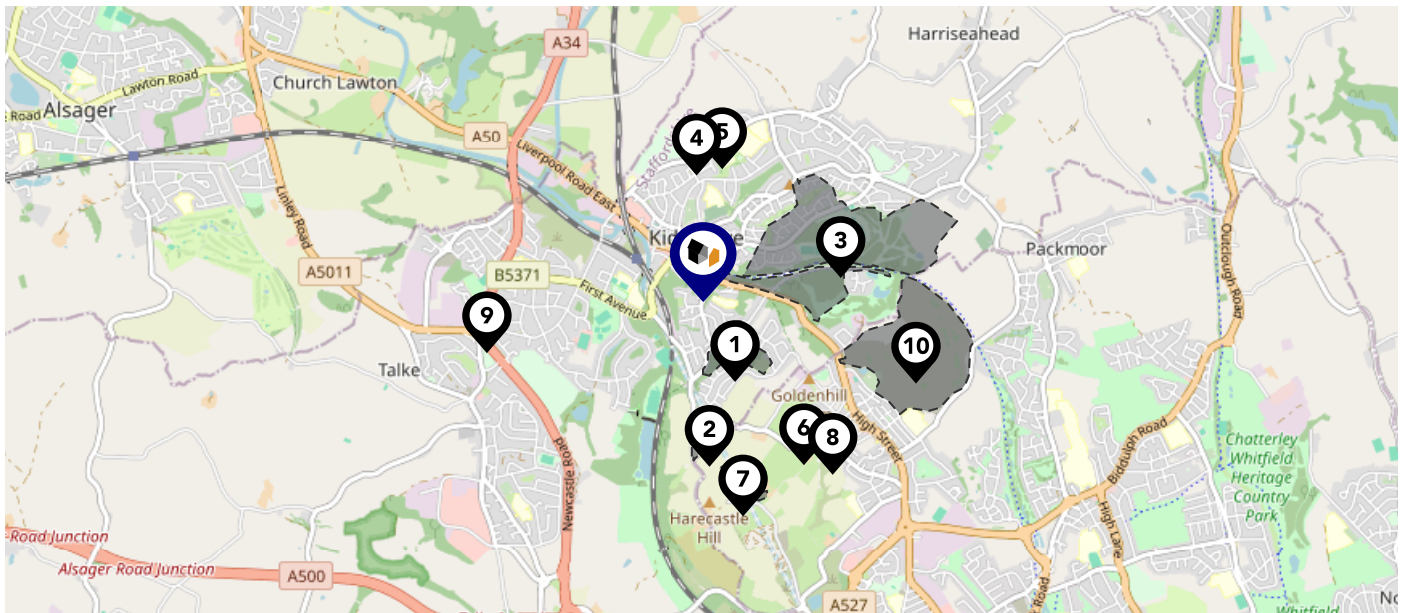 Harriseahead
A34
Church Lawton
Lawton Road
Alsager
Road
A50
Liverpool Road East
4
5
Linley Road
3
Packmoor
A5011
B5371
First Avenue
Outclough Road
9
1
10
Talke
Goldenhill
2
6
8
High Street
7
Newcastle Road
Harecastle
Hill
Biddulph Road
Chatterley
Whitfield
Heritage
Country
Park
High Lane
Road Junction
Alsager Road Junction
A500
A527
Road
Whitfield